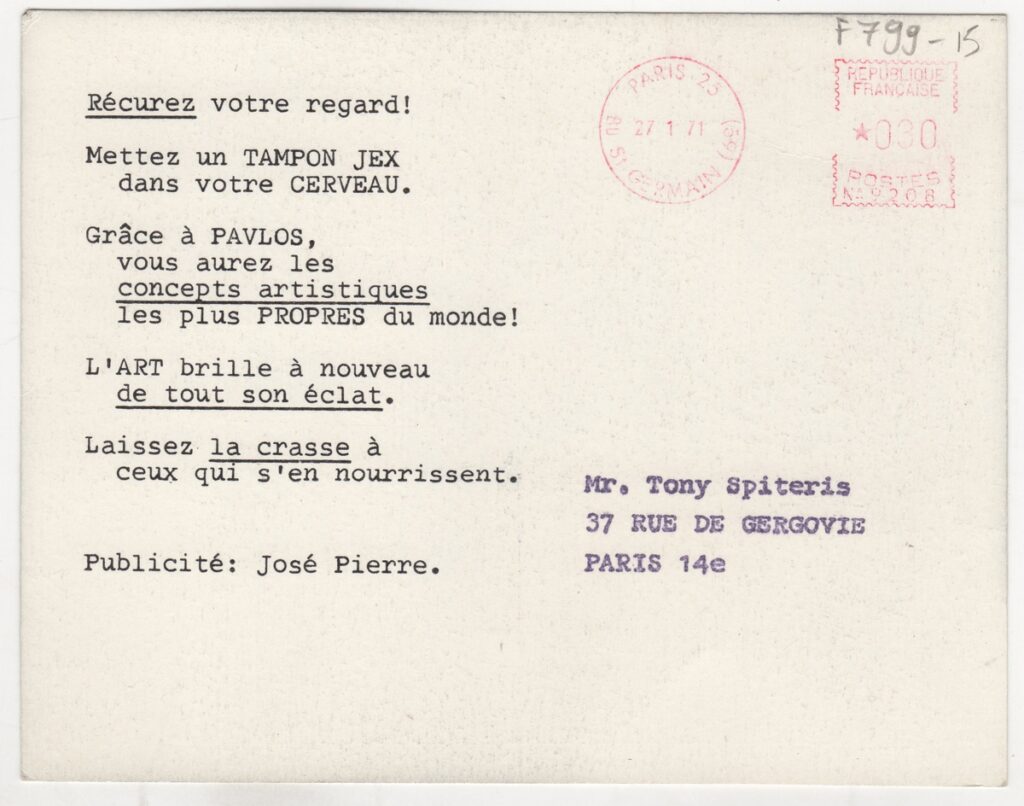 F799-15
Récurez votre regard!
Mettez un TAMPON JEX
dans votre CERVEAU.
Grâce à PAVLOS,
vous aurez les
concepts artistiques
les plus PROPRES du monde!
L'ART brille à nouveau
de tout son éclat.
Laissez la crasse à
ceux qui s'en nourrissent.
Publicité: José Pierre.
PARIS 25 (59)
27 1 71
BD ST GERMAIN
REPUBLIQUE
FRANÇAISE
*030
POSTES
Mr. Tony Spiteris
37 RUE DE GERGOVIE
PARIS 14e